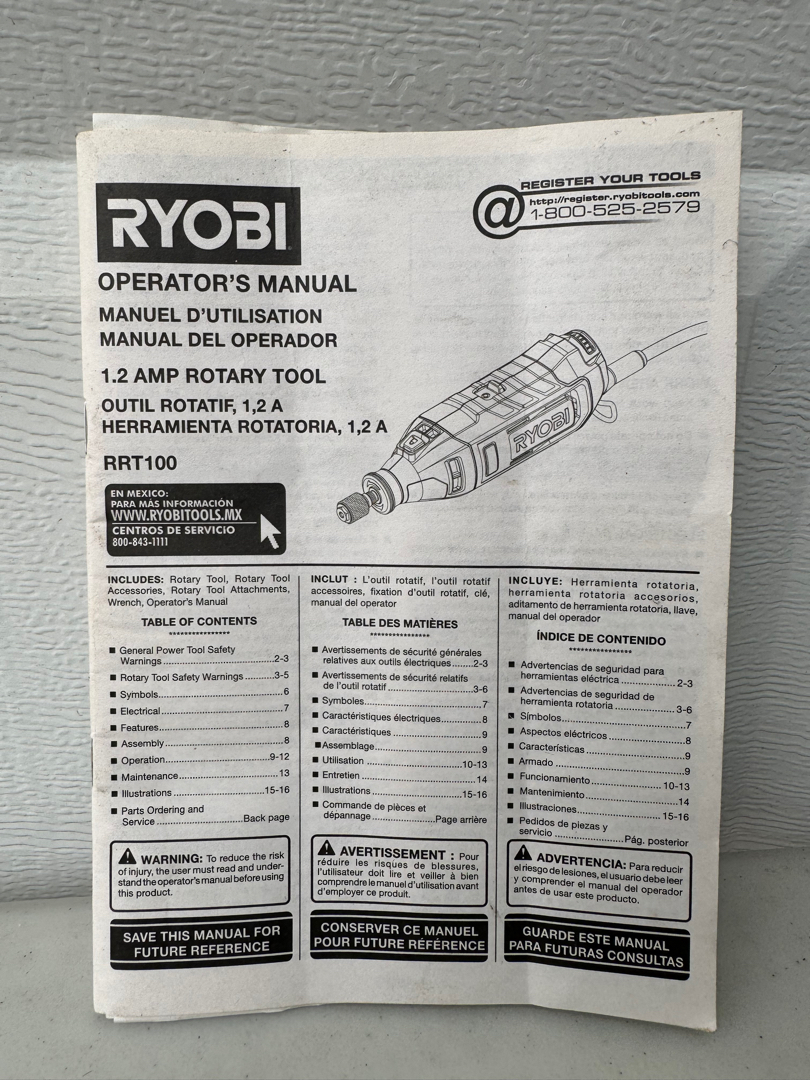 RYOBI
REGISTER YOUR TOOLS
@
http://register.ryobitools.com
1-800-525-2579
OPERATOR'S MANUAL
MANUEL D'UTILISATION
MANUAL DEL OPERADOR
1.2 AMP ROTARY TOOL
OUTIL ROTATIF, 1,2 A
HERRAMIENTA ROTATORIA, 1,2 A
RRT100
RYOBI
EN MEXICO:
PARA MÁS INFORMACIÓN
WWW.RYOBITOOLS.MX
CENTROS DE SERVICIO
800-843-1111
INCLUDES: Rotary Tool, Rotary Tool
Accessories, Rotary Tool Attachments,
Wrench, Operator's Manual
TABLE OF CONTENTS
****************
■ General Power Tool Safety
Warnings ................................2-3
■ Rotary Tool Safety Warnings .........3-5
■ Symbols....................................6
■ Electrical...................................7
■ Features....................................8
■ Assembly...................................8
■ Operation................................9-12
■ Maintenance.............................13
■ Illustrations............................15-16
■ Parts Ordering and
Service ........................Back page
WARNING: To reduce the risk
of injury, the user must read and under-
stand the operator's manual before using
this product.
SAVE THIS MANUAL FOR
FUTURE REFERENCE
INCLUT : L'outil rotatif, l'outil rotatif
accessoires, fixation d'outil rotatif, clé,
manual del operator
TABLE DES MATIÈRES
****************
■ Avertissements de sécurité générales
relatives aux outils électriques.......2-3
■ Avertissements de sécurité relatifs
de l'outil rotatif ............................3-6
■ Symboles...................................7
■ Caractéristiques électriques............8
■ Caractéristiques ..........................9
■ Assemblage................................9
■ Utilisation ..............................10-13
■ Entretien ..................................14
■ Illustrations ............................15-16
■ Commande de pièces et
dépannage....................Page arrière
AVERTISSEMENT : Pour
réduire les risques de blessures,
l'utilisateur doit lire et veiller à bien
comprendre le manuel d'utilisation avant
d'employer ce produit.
CONSERVER CE MANUEL
POUR FUTURE RÉFÉRENCE
INCLUYE: Herramienta rotatoria,
herramienta rotatoria accesorios,
aditamento de herramienta rotatoria, llave,
manual del operador
ÍNDICE DE CONTENIDO
****************
■ Advertencias de seguridad para
herramientas eléctrica ..................2-3
■ Advertencias de seguridad de
herramienta rotatoria ....................3-6
■ Símbolos....................................7
■ Aspectos eléctricos .......................8
■ Características .............................9
■ Armado .....................................9
■ Funcionamiento ........................10-13
■ Mantenimiento............................14
■ Illustraciones............................15-16
■ Pedidos de piezas y
servicio ........................Pág. posterior
ADVERTENCIA: Para reducir
el riesgo de lesiones, el usuario debe leer
y comprender el manual del operador
antes de usar este producto.
GUARDE ESTE MANUAL
PARA FUTURAS CONSULTAS